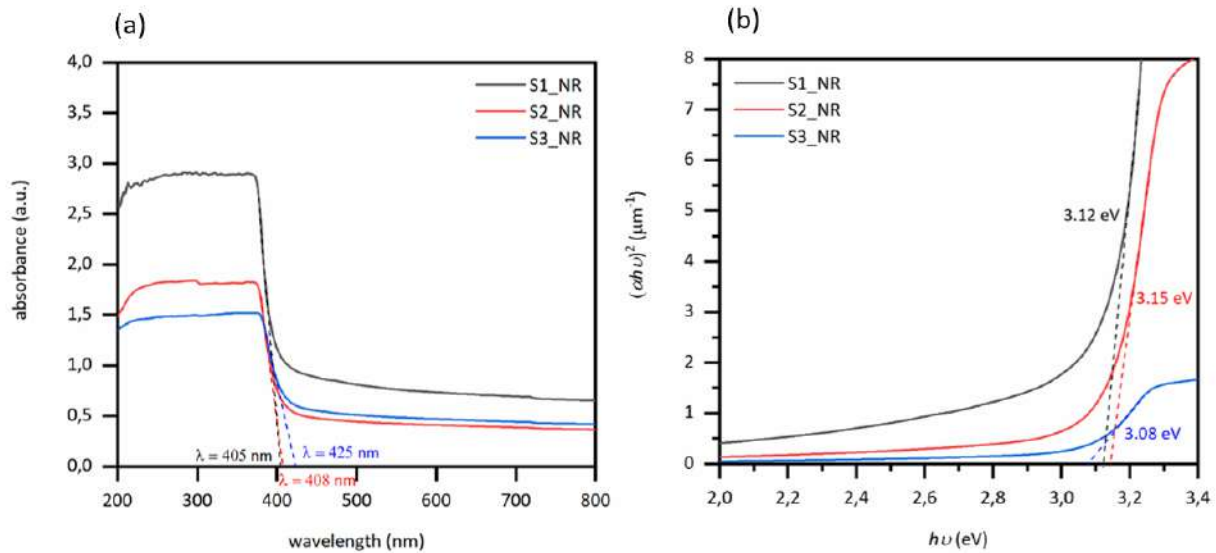 (a)
4,0
3,5
3,0
2,5
2,0
1,5
1,0
0,5
0,0
absorbance (a.u.)
S1_NR
S2_NR
S3_NR
λ = 405 nm
λ = 425 nm
λ = 408 nm
200 300 400 500 600 700 800
wavelength (nm)
(b)
8
7
6
5
4
3
2
1
0
(αhυ)² (μm⁻¹)
S1_NR
S2_NR
S3_NR
3.12 eV
3.15 eV
3.08 eV
2,0 2,2 2,4 2,6 2,8 3,0 3,2 3,4
hυ (eV)